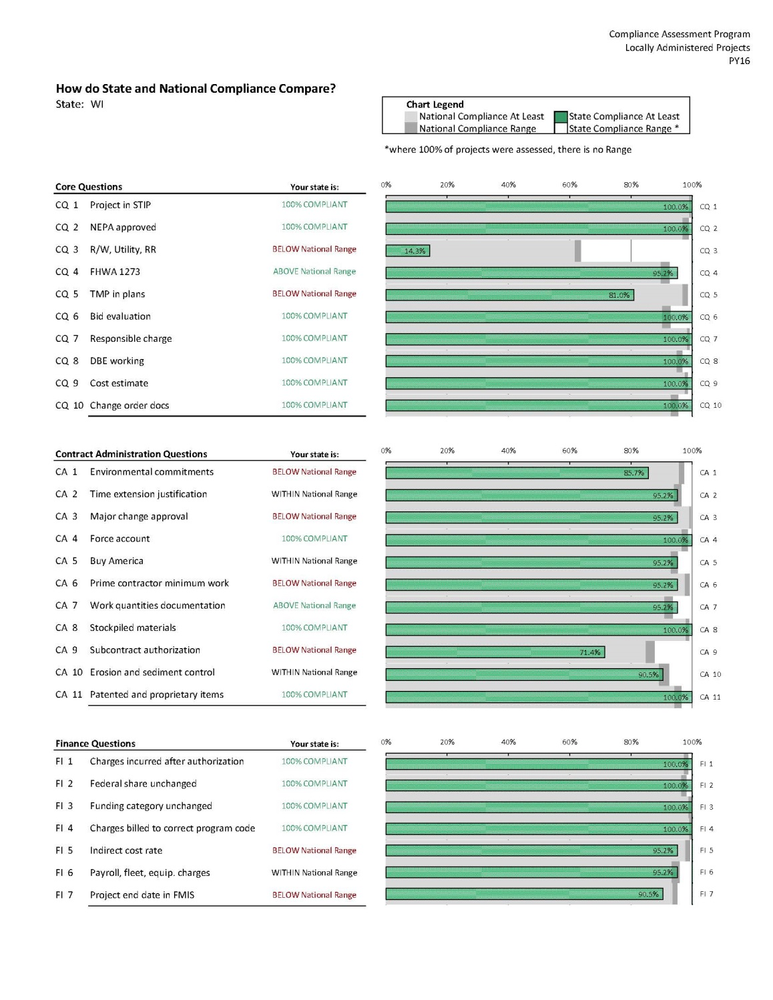 Compliance Assessment Program
Locally Administered Projects
PY16
How do State and National Compliance Compare?
State: WI
Chart Legend
National Compliance At Least State Compliance At Least
National Compliance Range State Compliance Range *
*where 100% of projects were assessed, there is no Range
Core Questions Your state is: 0% 20% 40% 60% 80% 100%
CQ 1 Project in STIP 100% COMPLIANT 100.0% CQ 1
CQ 2 NEPA approved 100% COMPLIANT 100.0% CQ 2
CQ 3 R/W, Utility, RR BELOW National Range 14.3% CQ 3
CQ 4 FHWA 1273 ABOVE National Range 95.2% CQ 4
CQ 5 TMP in plans BELOW National Range 81.0% CQ 5
CQ 6 Bid evaluation 100% COMPLIANT 100.0% CQ 6
CQ 7 Responsible charge 100% COMPLIANT 100.0% CQ 7
CQ 8 DBE working 100% COMPLIANT 100.0% CQ 8
CQ 9 Cost estimate 100% COMPLIANT 100.0% CQ 9
CQ 10 Change order docs 100% COMPLIANT 100.0% CQ 10
Contract Administration Questions Your state is: 0% 20% 40% 60% 80% 100%
CA 1 Environmental commitments BELOW National Range 85.7% CA 1
CA 2 Time extension justification WITHIN National Range 95.2% CA 2
CA 3 Major change approval BELOW National Range 95.2% CA 3
CA 4 Force account 100% COMPLIANT 100.0% CA 4
CA 5 Buy America WITHIN National Range 95.2% CA 5
CA 6 Prime contractor minimum work BELOW National Range 95.2% CA 6
CA 7 Work quantities documentation ABOVE National Range 95.2% CA 7
CA 8 Stockpiled materials 100% COMPLIANT 100.0% CA 8
CA 9 Subcontract authorization BELOW National Range 71.4% CA 9
CA 10 Erosion and sediment control WITHIN National Range 90.5% CA 10
CA 11 Patented and proprietary items 100% COMPLIANT 100.0% CA 11
Finance Questions Your state is: 0% 20% 40% 60% 80% 100%
FI 1 Charges incurred after authorization 100% COMPLIANT 100.0% FI 1
FI 2 Federal share unchanged 100% COMPLIANT 100.0% FI 2
FI 3 Funding category unchanged 100% COMPLIANT 100.0% FI 3
FI 4 Charges billed to correct program code 100% COMPLIANT 100.0% FI 4
FI 5 Indirect cost rate BELOW National Range 95.2% FI 5
FI 6 Payroll, fleet, equip. charges WITHIN National Range 95.2% FI 6
FI 7 Project end date in FMIS BELOW National Range 90.5% FI 7